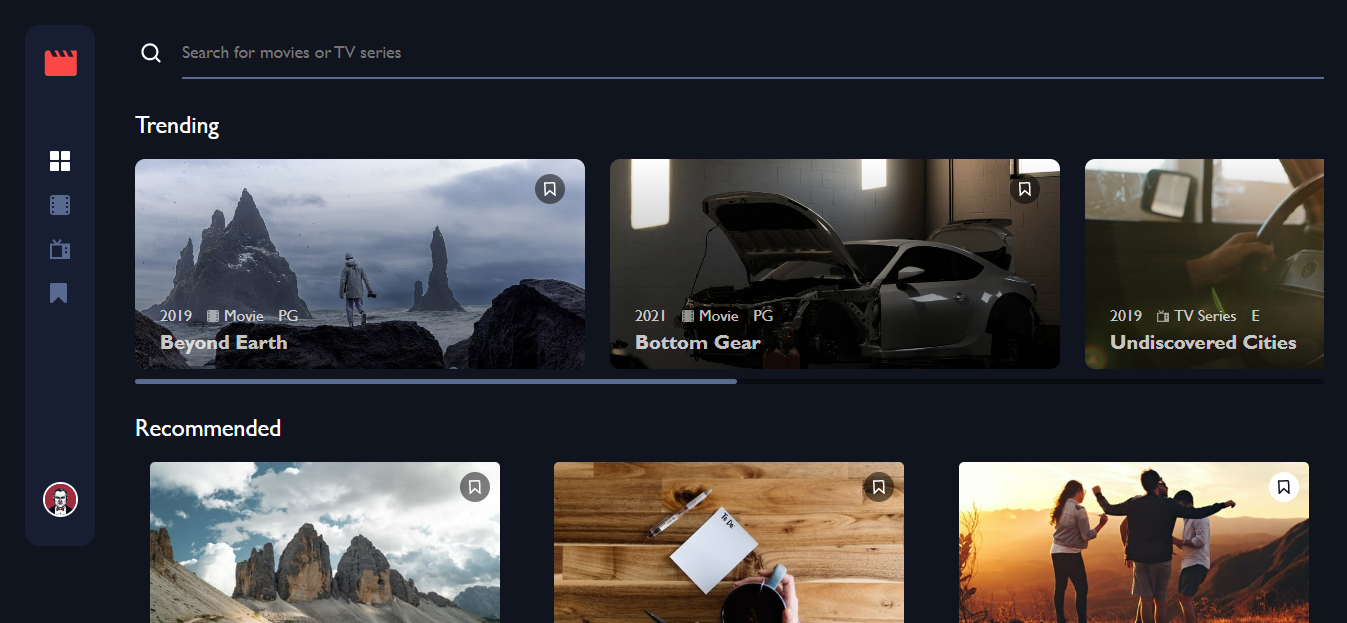 Search for movies or TV series
Trending
2019 Movie PG
Beyond Earth
2021 Movie PG
Bottom Gear
2019 TV Series E
Undiscovered Cities
Recommended
To Do